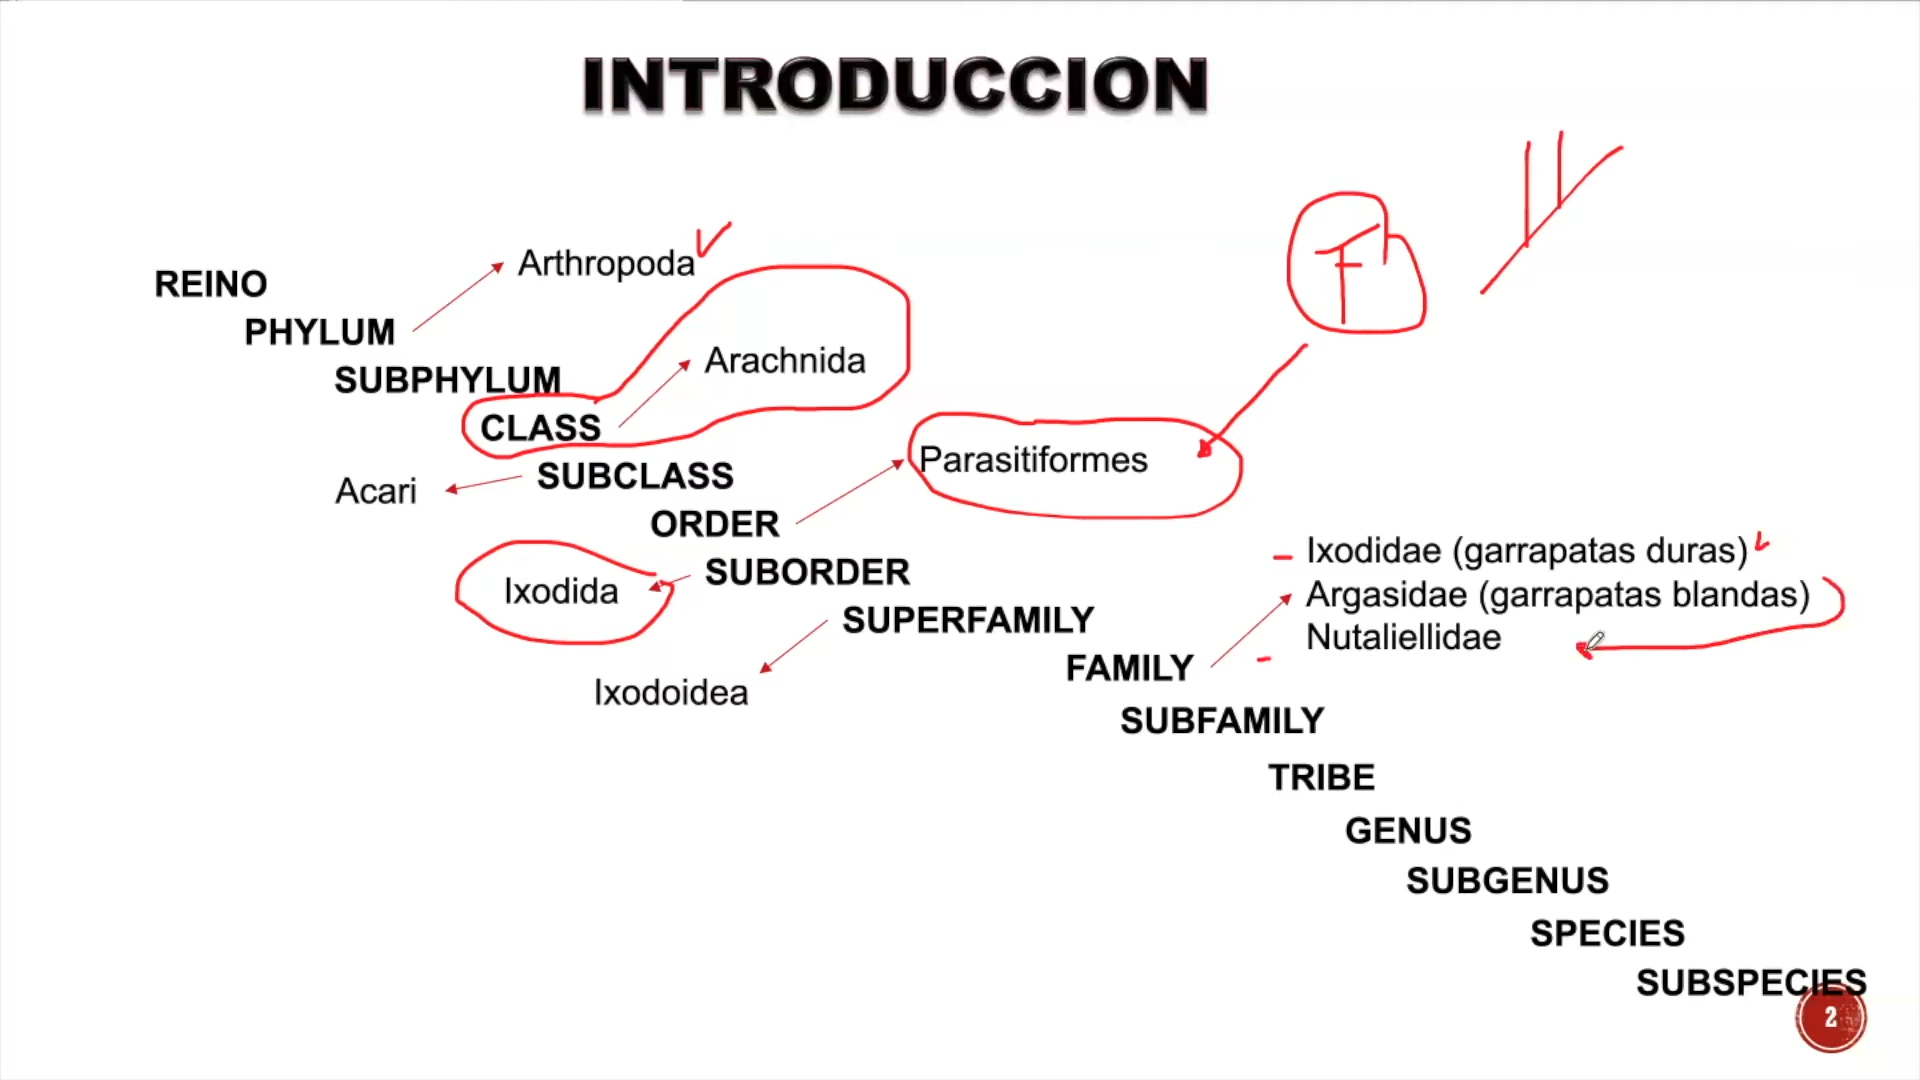 INTRODUCCION
Arthropoda
REINO
PHYLUM
Arachnida
SUBPHYLUM
CLASS
Parasitiformes
Acari
SUBCLASS
ORDER
Ixodidae (garrapatas duras)
Ixodida
SUBORDER
Argasidae (garrapatas blandas)
SUPERFAMILY
Nutaliellidae
FAMILY
Ixodoidea
SUBFAMILY
TRIBE
GENUS
SUBGENUS
SPECIES
SUBSPECIES
2